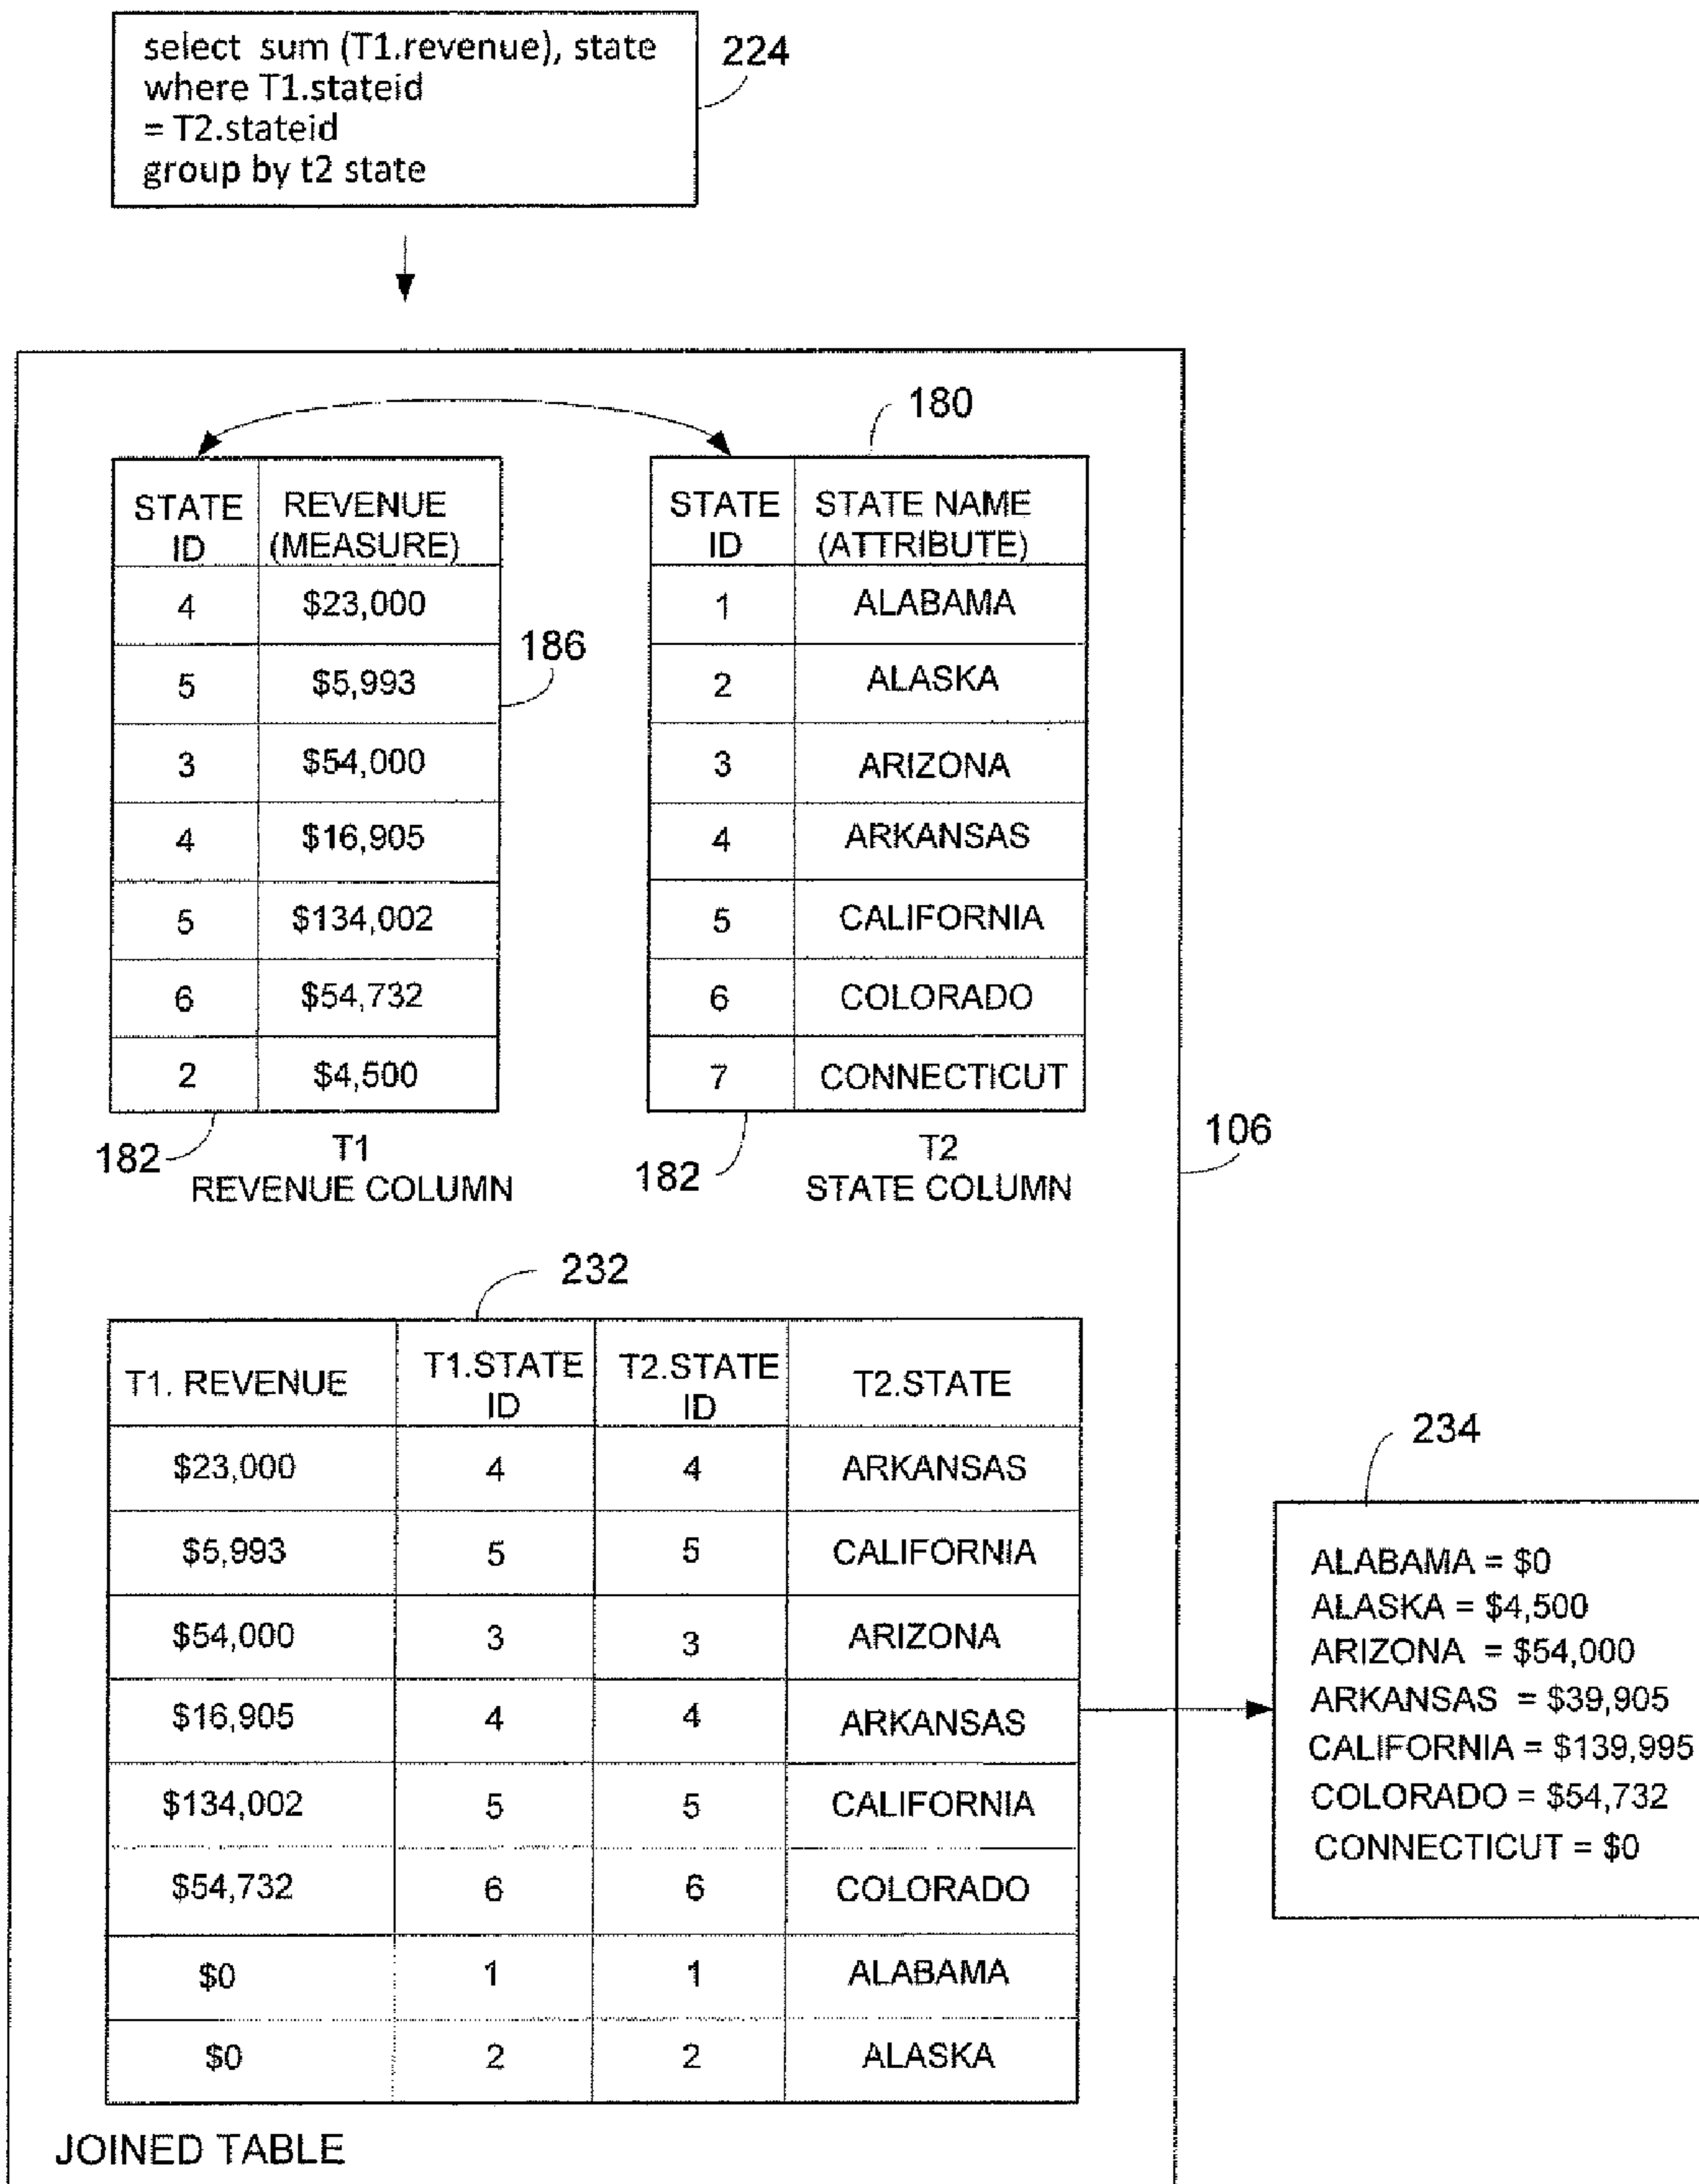 select sum (T1.revenue), state
where T1.stateid
= T2.stateid
group by t2 state
224
180
STATE ID REVENUE (MEASURE)
4 $23,000
5 $5,993
3 $54,000
4 $16,905
5 $134,002
6 $54,732
2 $4,500
186
182
T1
REVENUE COLUMN
STATE ID STATE NAME (ATTRIBUTE)
1 ALABAMA
2 ALASKA
3 ARIZONA
4 ARKANSAS
5 CALIFORNIA
6 COLORADO
7 CONNECTICUT
182
T2
STATE COLUMN
106
232
T1. REVENUE T1.STATE ID T2.STATE ID T2.STATE
$23,000 4 4 ARKANSAS
$5,993 5 5 CALIFORNIA
$54,000 3 3 ARIZONA
$16,905 4 4 ARKANSAS
$134,002 5 5 CALIFORNIA
$54,732 6 6 COLORADO
$0 1 1 ALABAMA
$0 2 2 ALASKA
JOINED TABLE
234
ALABAMA = $0
ALASKA = $4,500
ARIZONA = $54,000
ARKANSAS = $39,905
CALIFORNIA = $139,995
COLORADO = $54,732
CONNECTICUT = $0